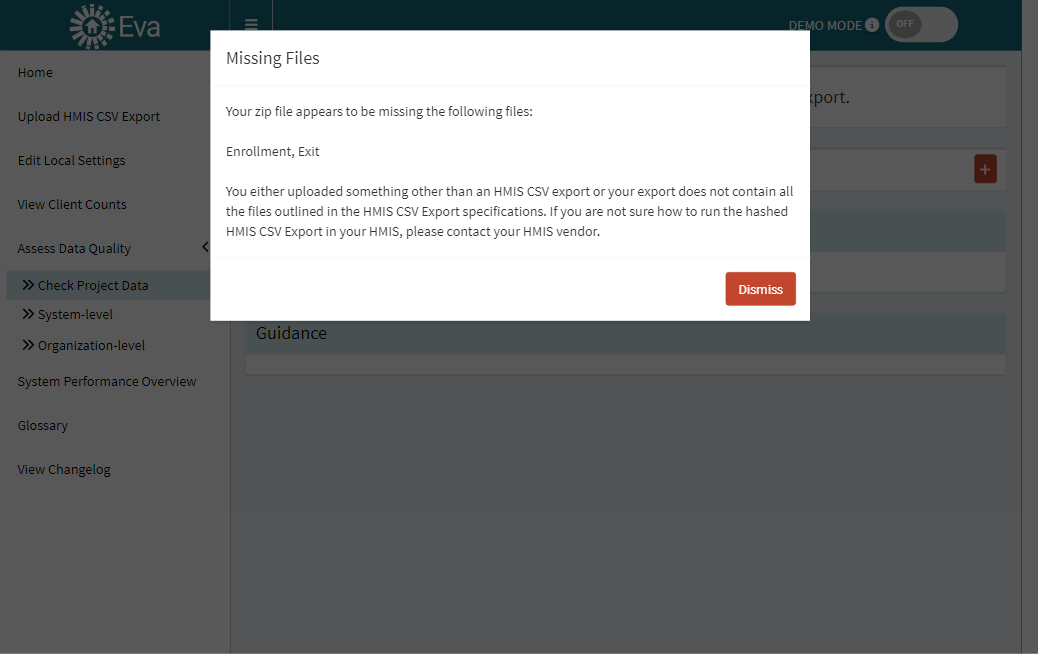 Eva
DEMO MODE
OFF
Missing Files
Your zip file appears to be missing the following files:
Enrollment, Exit
You either uploaded something other than an HMIS CSV export or your export does not contain all
the files outlined in the HMIS CSV Export specifications. If you are not sure how to run the hashed
HMIS CSV Export in your HMIS, please contact your HMIS vendor.
Dismiss
Home
Upload HMIS CSV Export
Edit Local Settings
View Client Counts
Assess Data Quality
Check Project Data
System-level
Organization-level
System Performance Overview
Glossary
View Changelog
Guidance